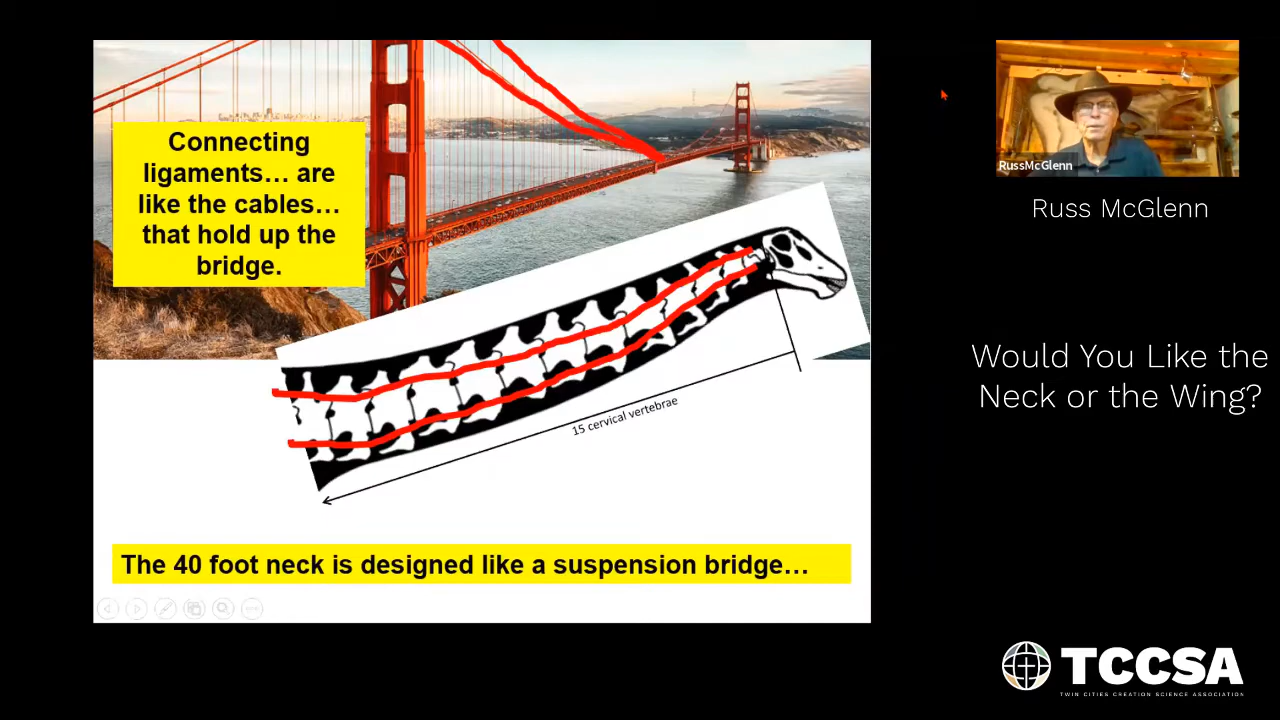 Connecting
ligaments… are
like the cables…
that hold up the
bridge.
15 cervical vertebrae
The 40 foot neck is designed like a suspension bridge…
RussMcGlenn
Russ McGlenn
Would You Like the
Neck or the Wing?
TCCSA
TWIN CITIES CREATION SCIENCE ASSOCIATION